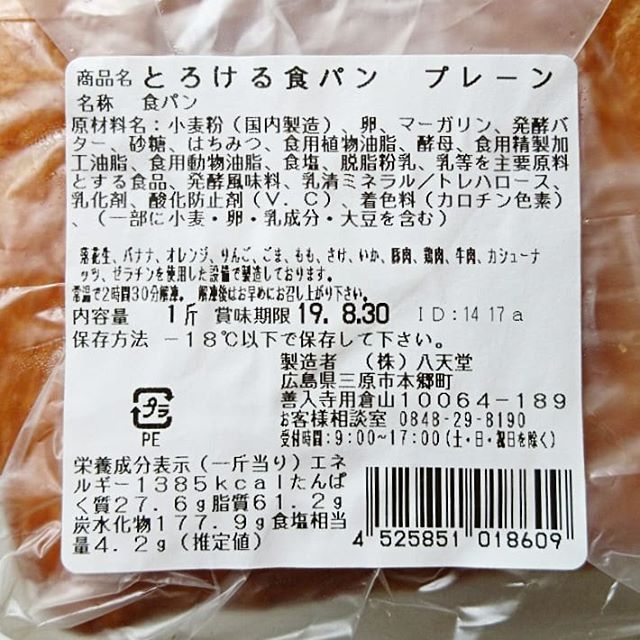 商品名 とろける食パン プレーン
名称 食パン
原材料名:小麦粉(国内製造)、卵、マーガリン、発酵バ
ター、砂糖、はちみつ、食用植物油脂、酵母、食用精製加
工油脂、食用動物油脂、食塩、脱脂粉乳、乳等を主要原料
とする食品、発酵風味料、乳清ミネラル/トレハロース、
乳化剤、酸化防止剤(V.C)、着色料(カロチン色素)
、(一部に小麦・卵・乳成分・大豆を含む)
落花生、バナナ、オレンジ、りんご、ごま、もも、さけ、いか、豚肉、鶏肉、牛肉、カシューナ
ッツ、ゼラチンを使用した設備で製造しております。
常温で2時間30分解凍。 解凍後はお早めにお召し上がり下さい。
内容量 1斤 賞味期限 19. 8.30 ID:14 17a
保存方法 -18℃以下で保存して下さい。
製造者 (株)八天堂
広島県三原市本郷町
善入寺用倉山10064-189
お客様相談室 0848-29-8190
受付時間:9:00~17:00(土・日・祝日を除く)
プラ
PE
栄養成分表示(一斤当り)エネ
ルギー1385kcalたんぱ
く質27.6g脂質61.2g
炭水化物177.9g食塩相当
量4.2g(推定値)
4 525851 018609